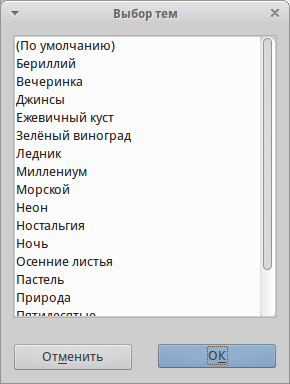 Выбор тем
(По умолчанию)
Бериллий
Вечеринка
Джинсы
Ежевичный куст
Зелёный виноград
Ледник
Миллениум
Морской
Неон
Ностальгия
Ночь
Осенние листья
Пастель
Природа
Пятидесятые
Отменить
OK